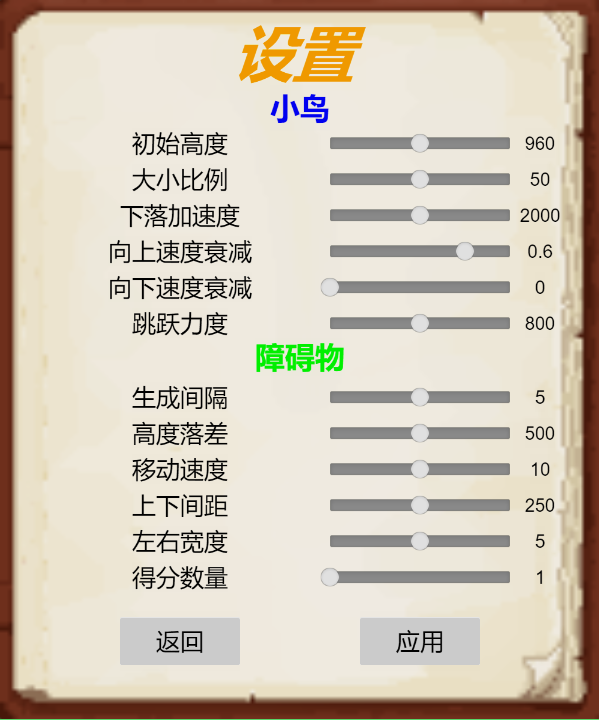 设置
小鸟
初始高度 960
大小比例 50
下落加速度 2000
向上速度衰减 0.6
向下速度衰减 0
跳跃力度 800
障碍物
生成间隔 5
高度落差 500
移动速度 10
上下间距 250
左右宽度 5
得分数量 1
返回 应用